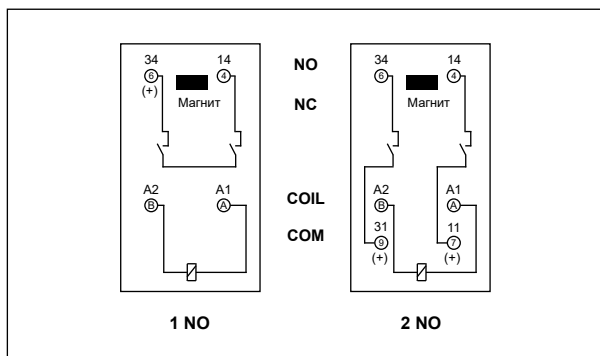 34 14
6 4
(+)
Магнит
A2 A1
B A
1 NO
NO
NC
COIL
COM
34 14
6 4
Магнит
A2 A1
B A
31 11
9 7
(+) (+)
2 NO